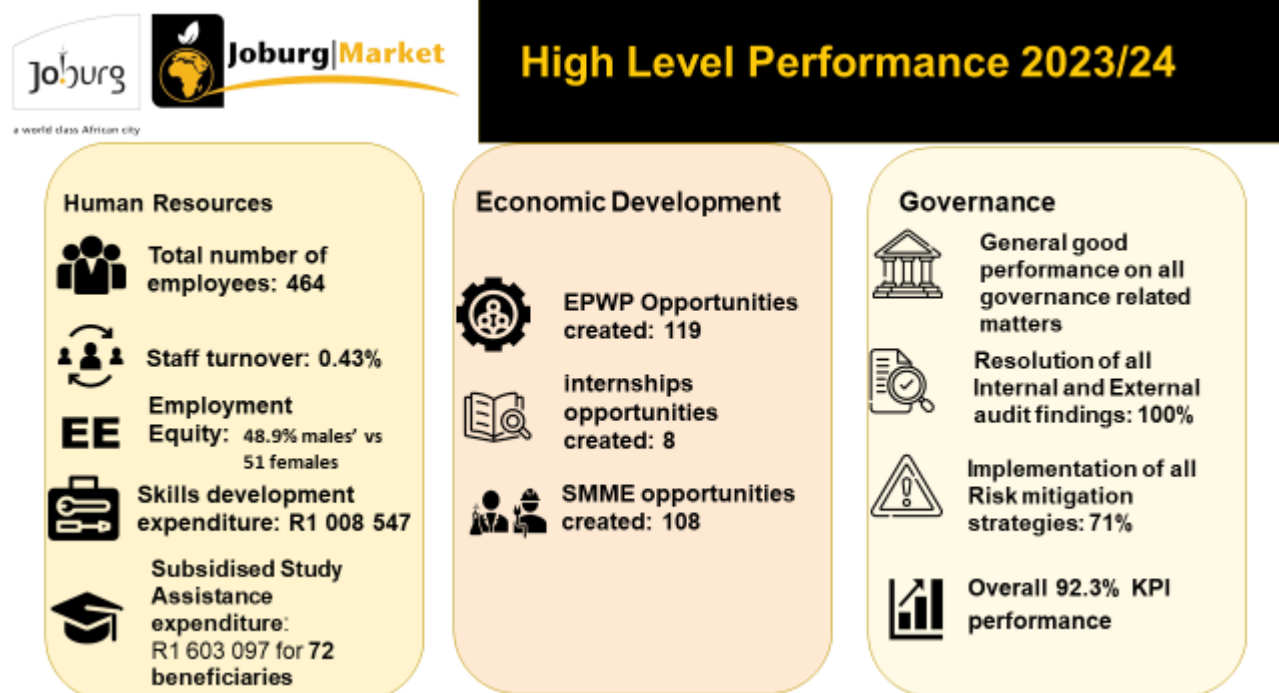 Joburg
a world class African city
Joburg|Market
High Level Performance 2023/24
Human Resources
Total number of
employees: 464
Staff turnover: 0.43%
EE
Employment
Equity: 48.9% males’ vs
51 females
Skills development
expenditure: R1 008 547
Subsidised Study
Assistance
expenditure:
R1 603 097 for 72
beneficiaries
Economic Development
EPWP Opportunities
created: 119
internships
opportunities
created: 8
SMME opportunities
created: 108
Governance
General good
performance on all
governance related
matters
Resolution of all
Internal and External
audit findings: 100%
Implementation of all
Risk mitigation
strategies: 71%
Overall 92.3% KPI
performance